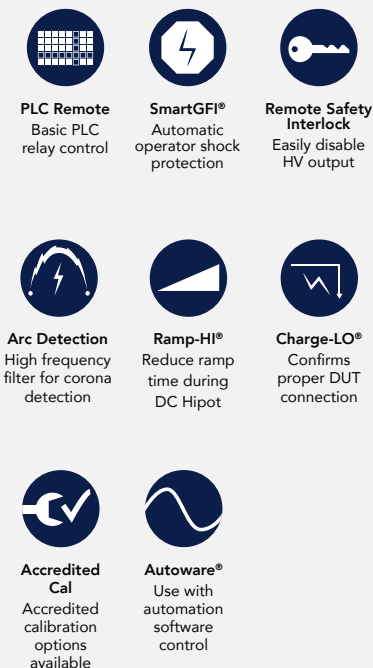 PLC Remote
Basic PLC
relay control
SmartGFI®
Automatic
operator shock
protection
Remote Safety
Interlock
Easily disable
HV output
Arc Detection
High frequency
filter for corona
detection
Ramp-HI®
Reduce ramp
time during
DC Hipot
Charge-LO®
Confirms
proper DUT
connection
Accredited
Cal
Accredited
calibration
options
available
Autoware®
Use with
automation
software
control